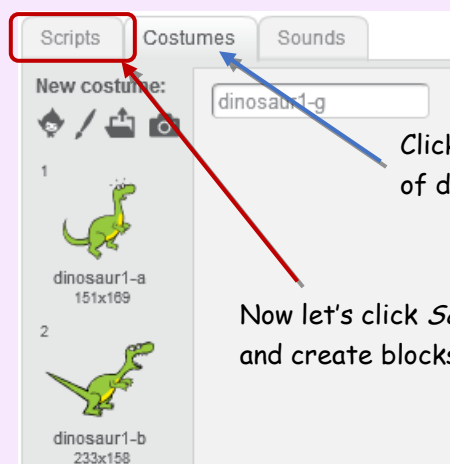 Scripts Costumes Sounds
New costume:
dinosaur1-g
1
dinosaur1-a
151x169
2
dinosaur1-b
233x158
Click
of d
Now let's click Sc
and create blocks